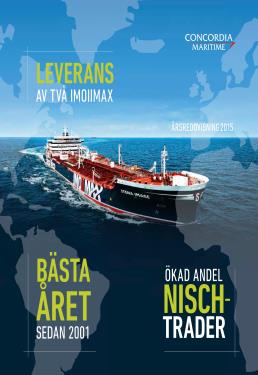 CONCORDIA
MARITIME
LEVERANS
AV TVÅ IMOIIMAX
ÅRSREDOVISNING 2015
BÄSTA
ÅRET
SEDAN 2001
ÖKAD ANDEL
NISCH-
TRADER